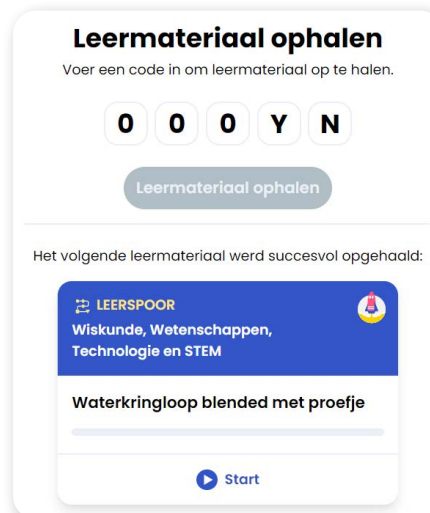 Leermateriaal ophalen
Voer een code in om leermateriaal op te halen.
0 0 0 Y N
Leermateriaal ophalen
Het volgende leermateriaal werd succesvol opgehaald:
LEERSPOOR
Wiskunde, Wetenschappen,
Technologie en STEM
Waterkringloop blended met proefje
Start